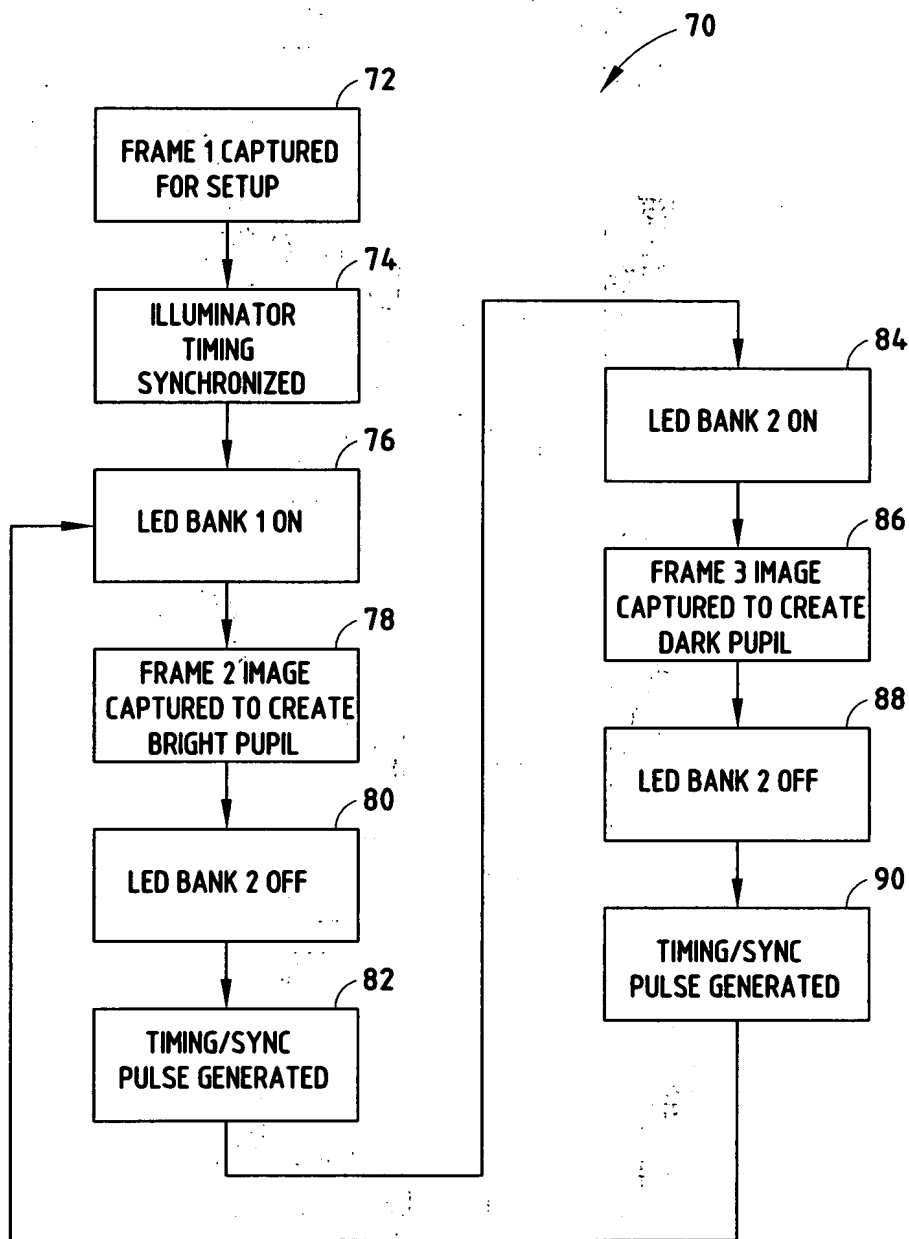 70
72
FRAME 1 CAPTURED
FOR SETUP
74
ILLUMINATOR
TIMING
SYNCHRONIZED
76
LED BANK 1 ON
78
FRAME 2 IMAGE
CAPTURED TO CREATE
BRIGHT PUPIL
80
LED BANK 2 OFF
82
TIMING/SYNC
PULSE GENERATED
84
LED BANK 2 ON
86
FRAME 3 IMAGE
CAPTURED TO CREATE
DARK PUPIL
88
LED BANK 2 OFF
90
TIMING/SYNC
PULSE GENERATED